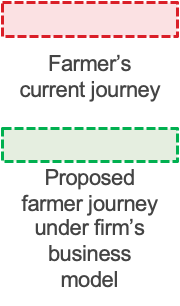 Farmer’s
current journey
Proposed
farmer journey
under firm’s
business
model